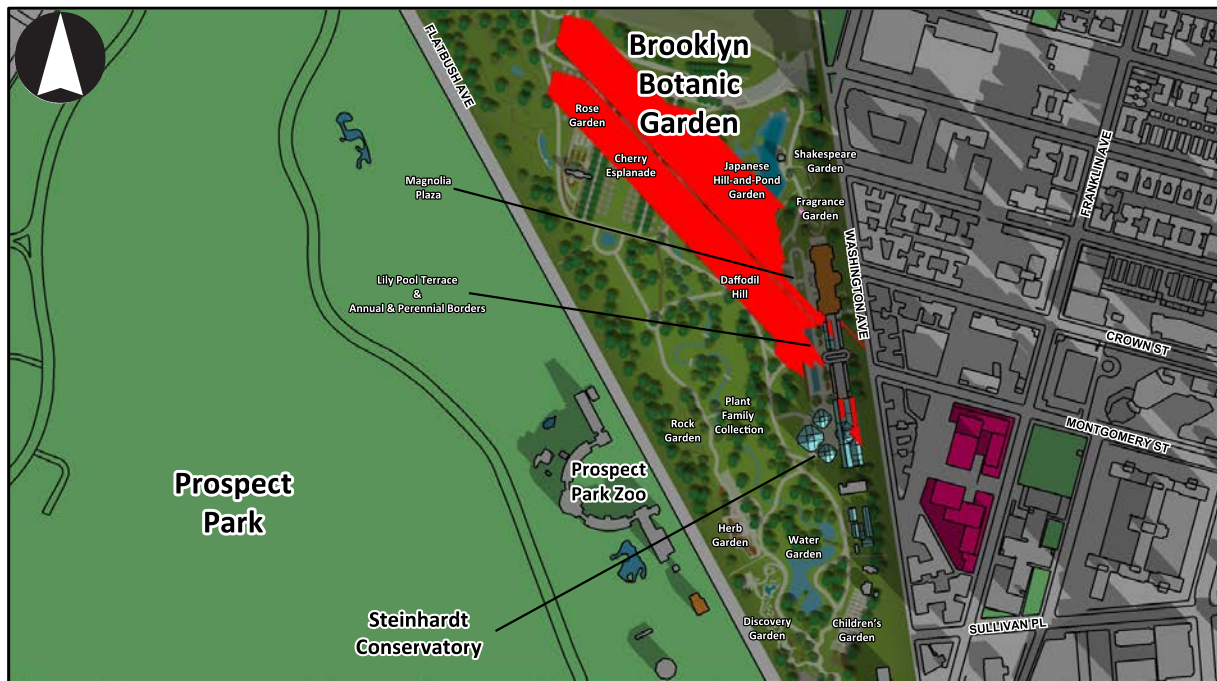 FLATBUSH AVE
Brooklyn
Botanic
Garden
Rose
Garden
Cherry
Esplanade
Japanese
Hill-and-Pond
Garden
Shakespeare
Garden
Fragrance
Garden
FRANKLIN AVE
Magnolia
Plaza
WASHINGTON AVE
Lily Pool Terrace
&
Annual & Perennial Borders
Daffodil
Hill
CROWN ST
Plant
Family
Collection
Rock
Garden
MONTGOMERY ST
Prospect
Park
Prospect
Park Zoo
Herb
Garden
Water
Garden
Steinhardt
Conservatory
Discovery
Garden
Children's
Garden
SULLIVAN PL